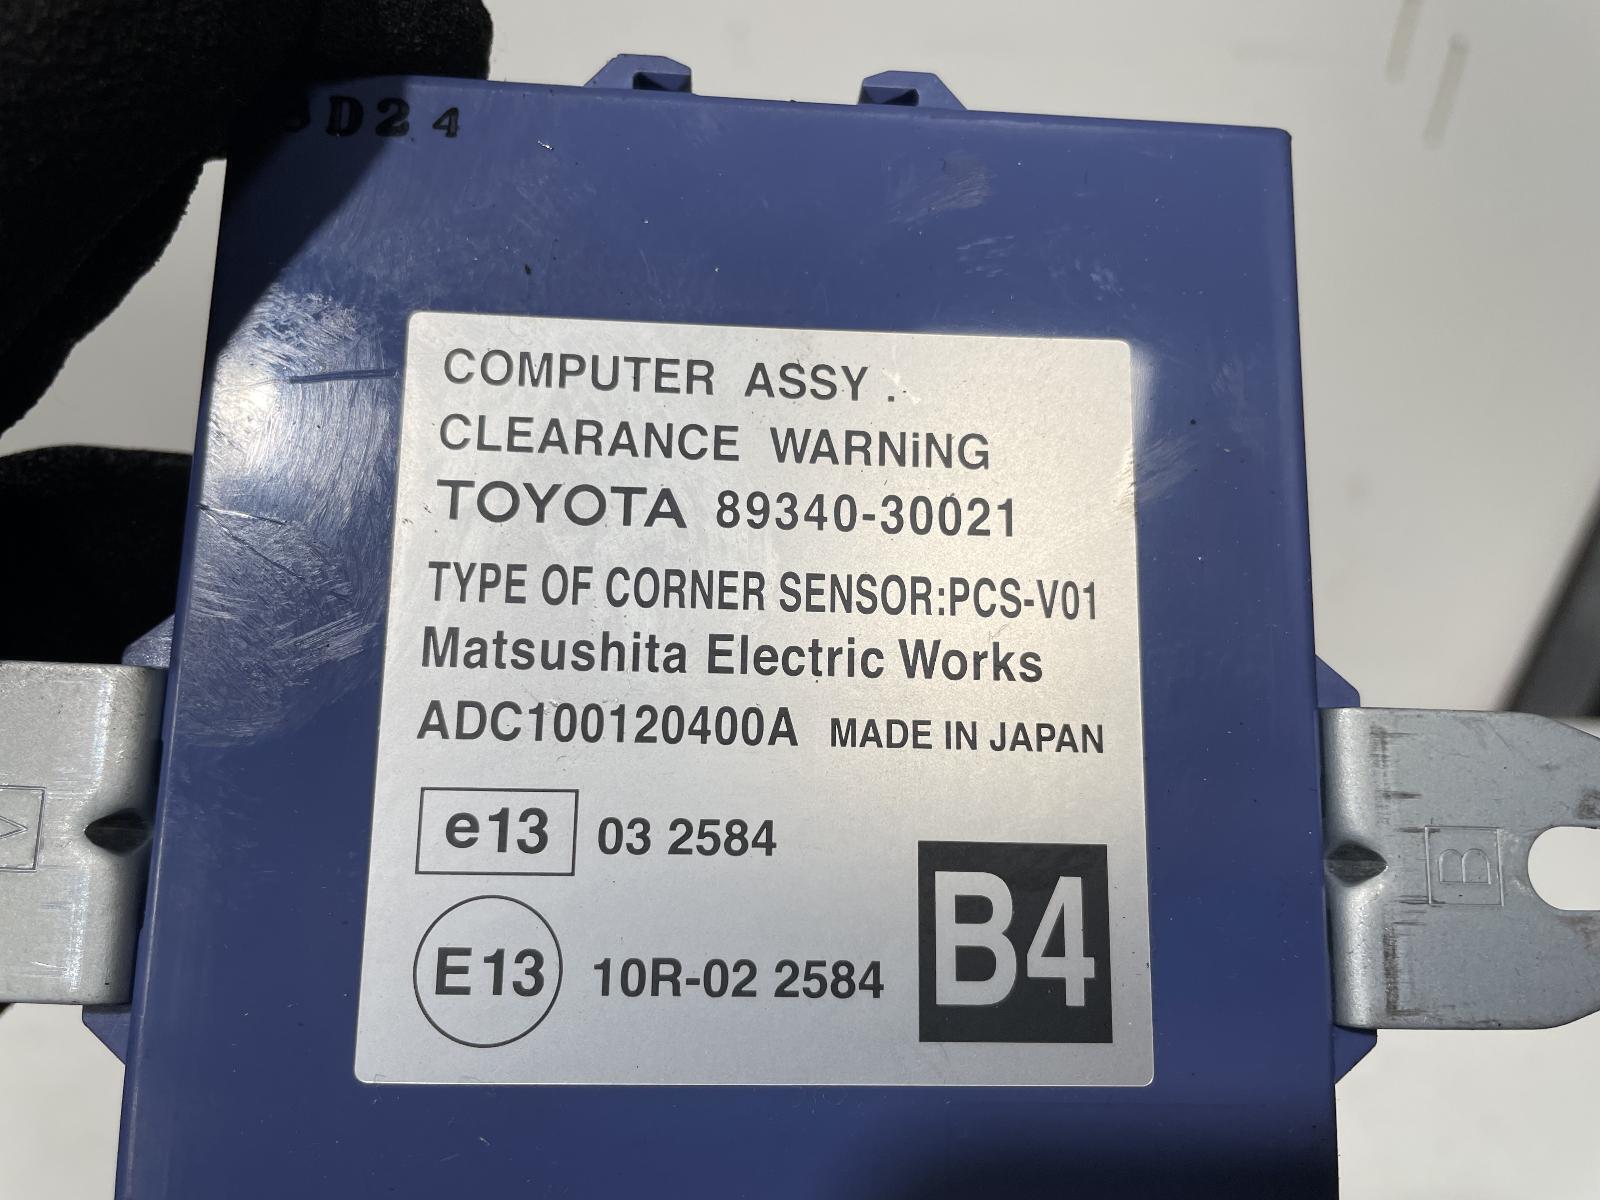 D24
COMPUTER ASSY.
CLEARANCE WARNiNG
TOYOTA 89340-30021
TYPE OF CORNER SENSOR:PCS-V01
Matsushita Electric Works
ADC100120400A MADE IN JAPAN
e13 03 2584
E13 10R-02 2584
B4
B